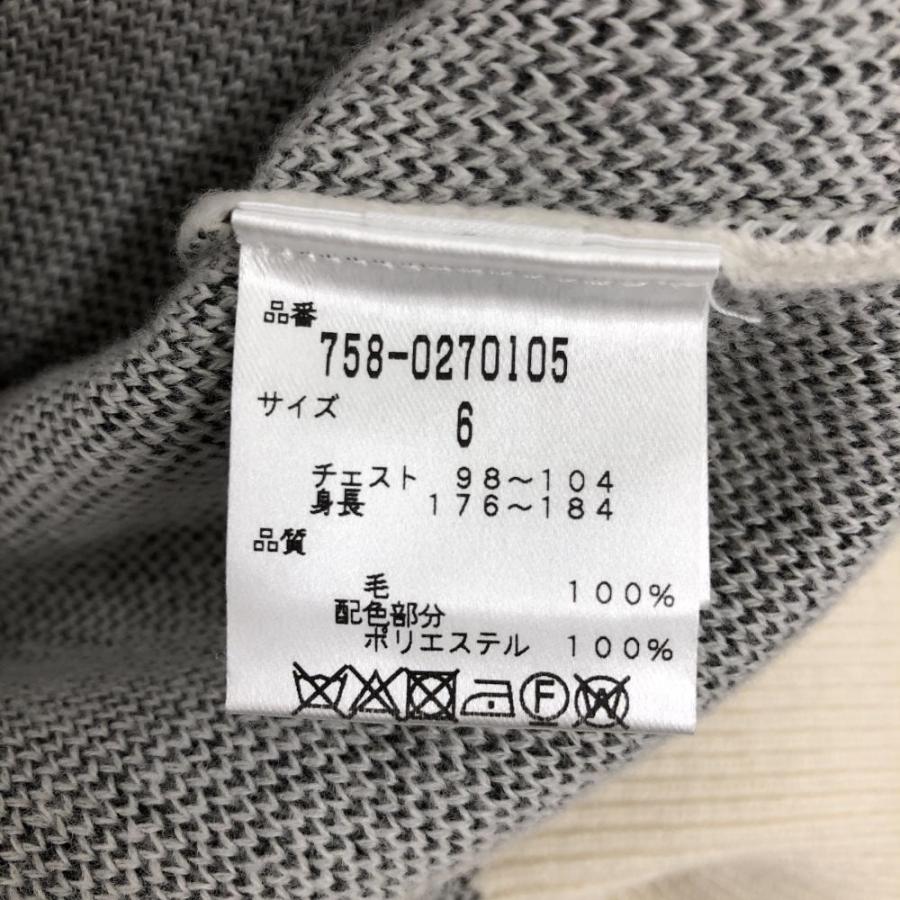 品番
758-0270105
サイズ
6
チェスト 98～104
身長 176～184
品質
毛 100%
配色部分
ポリエステル 100%
F W